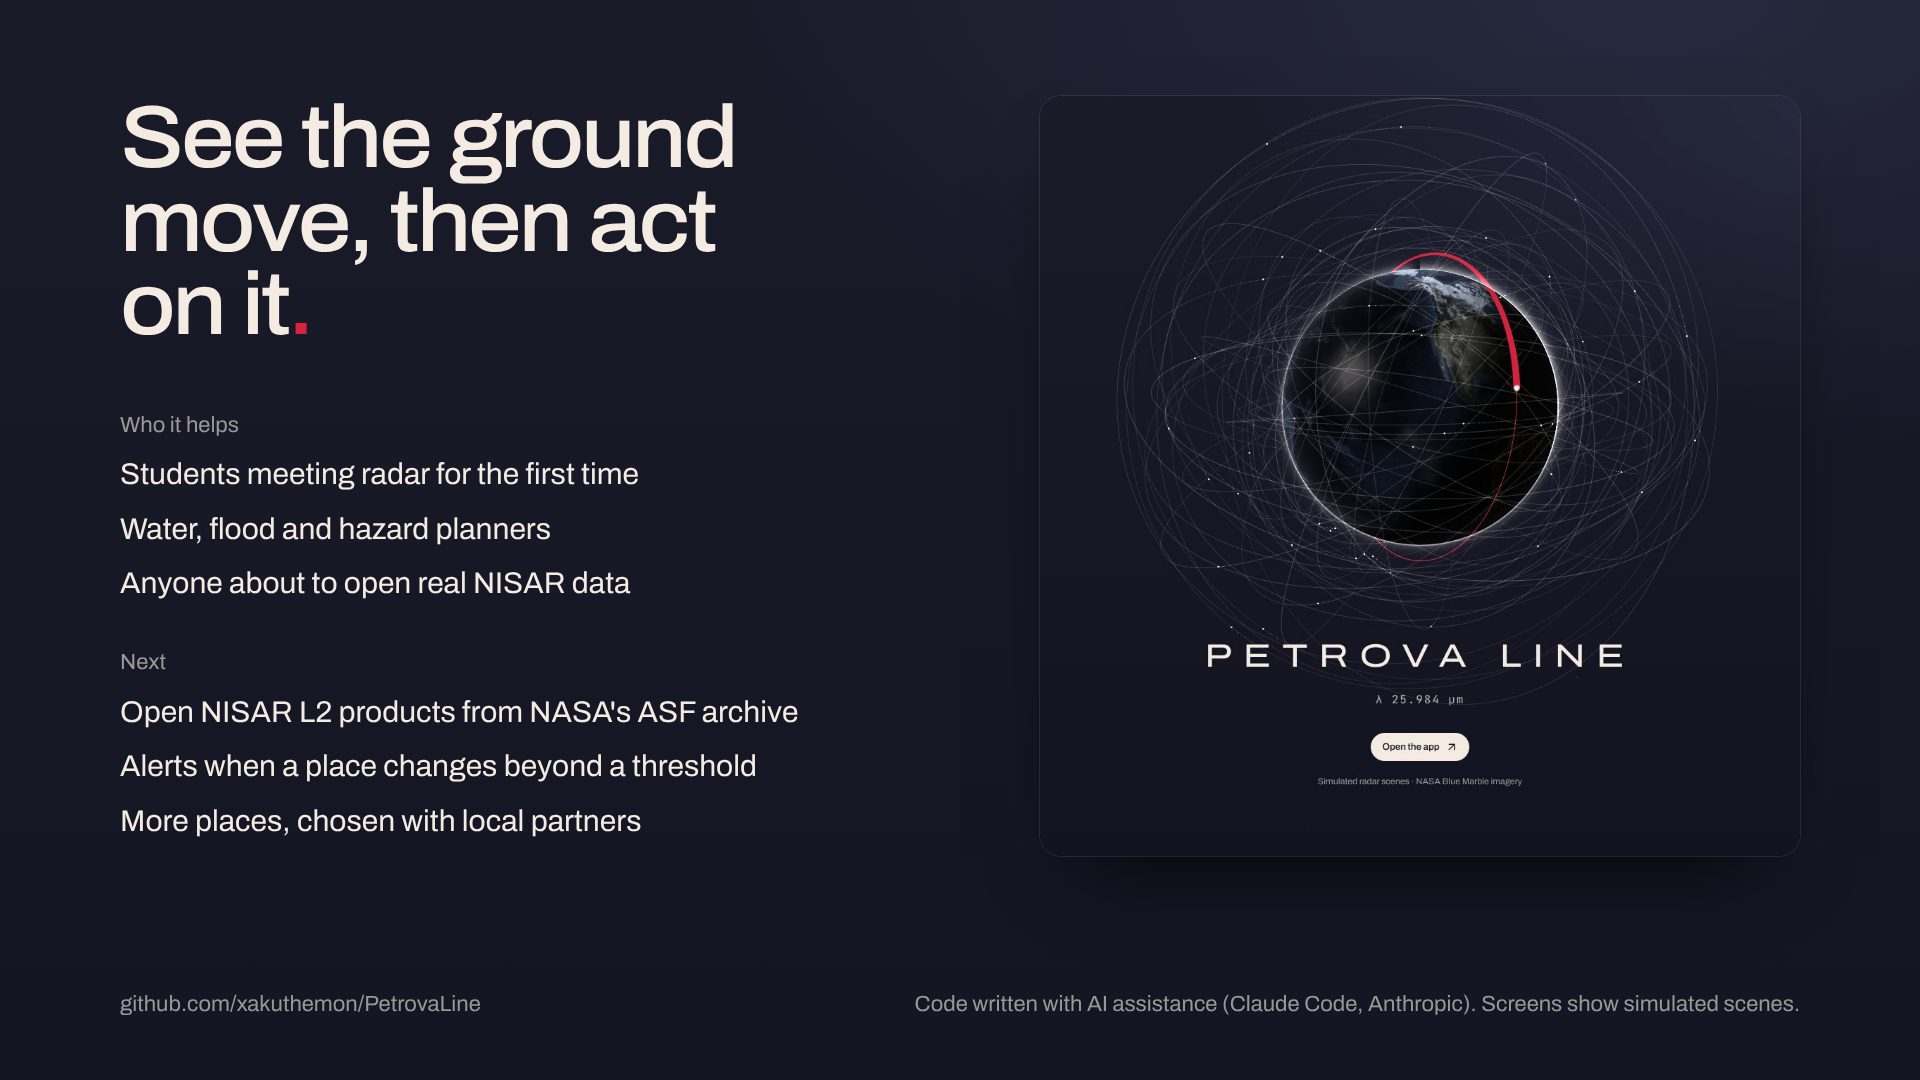 See the ground
move, then act
on it.
Who it helps
Students meeting radar for the first time
Water, flood and hazard planners
Anyone about to open real NISAR data
Next
Open NISAR L2 products from NASA's ASF archive
Alerts when a place changes beyond a threshold
More places, chosen with local partners
PETROVA LINE
λ 25.984 μm
Open the app
Simulated radar scenes · NASA Blue Marble imagery
github.com/xakuthemon/PetrovaLine
Code written with AI assistance (Claude Code, Anthropic). Screens show simulated scenes.